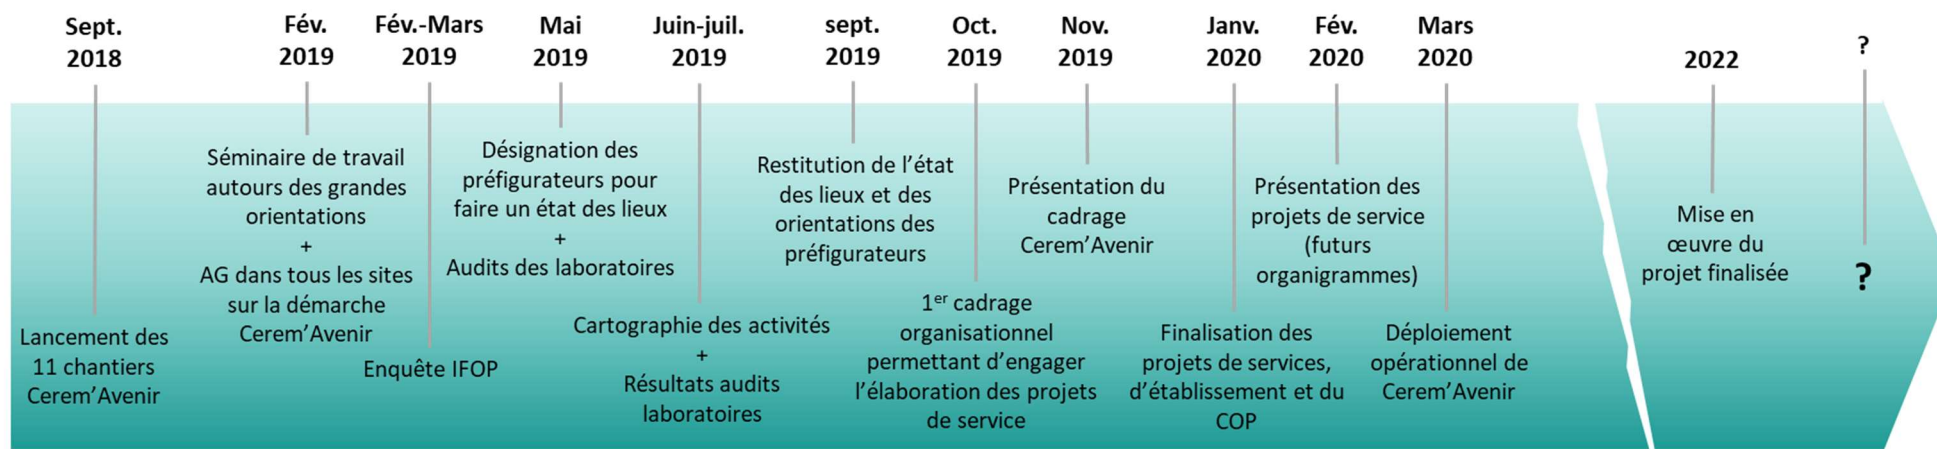 Sept.
2018
Lancement des
11 chantiers
Cerem’Avenir
Fév.
2019
Séminaire de travail
autours des grandes
orientations
+
AG dans tous les sites
sur la démarche
Cerem’Avenir
Fév.-Mars
2019
Enquête IFOP
Mai
2019
Désignation des
préfigurateurs pour
faire un état des lieux
+
Audits des laboratoires
Juin-juil.
2019
Cartographie des activités
+
Résultats audits
laboratoires
sept.
2019
Restitution de l’état
des lieux et des
orientations des
préfigurateurs
Oct.
2019
1er cadrage
organisationnel
permettant d’engager
l’élaboration des projets
de service
Nov.
2019
Présentation du
cadrage
Cerem’Avenir
Janv.
2020
Finalisation des
projets de services,
d’établissement et du
COP
Fév.
2020
Présentation des
projets de service
(futurs
organigrammes)
Mars
2020
Déploiement
opérationnel de
Cerem’Avenir
2022
Mise en
œuvre du
projet finalisée
?
?